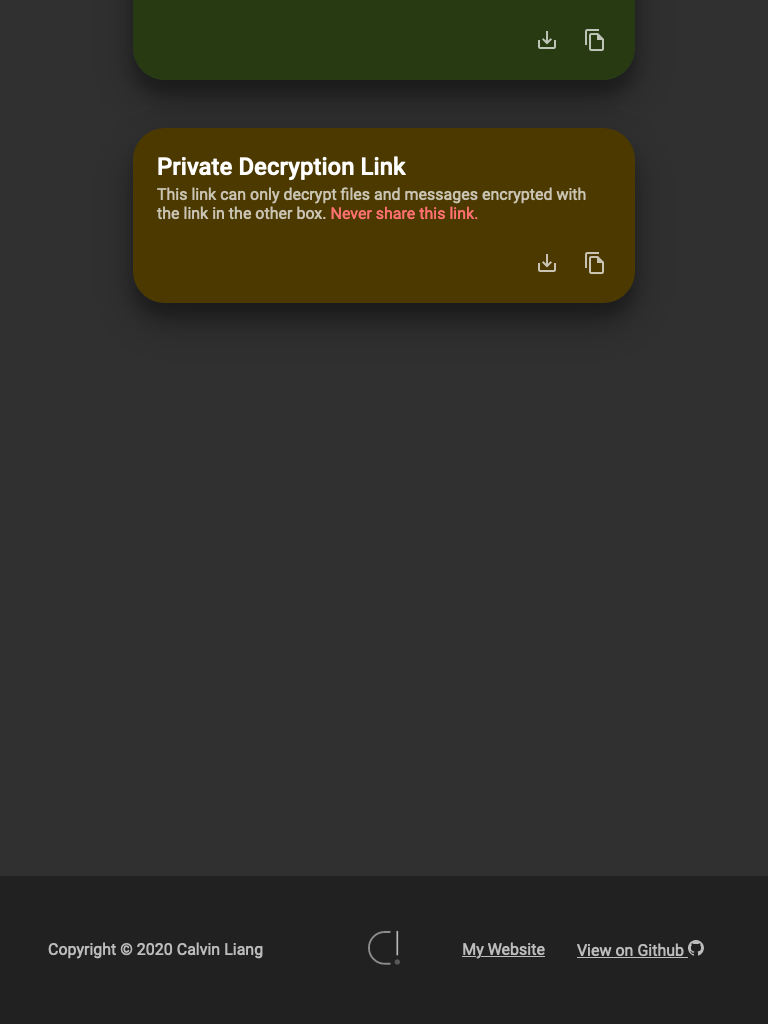 Private Decryption Link
This link can only decrypt files and messages encrypted with
the link in the other box. Never share this link.
Copyright © 2020 Calvin Liang
My Website
View on Github